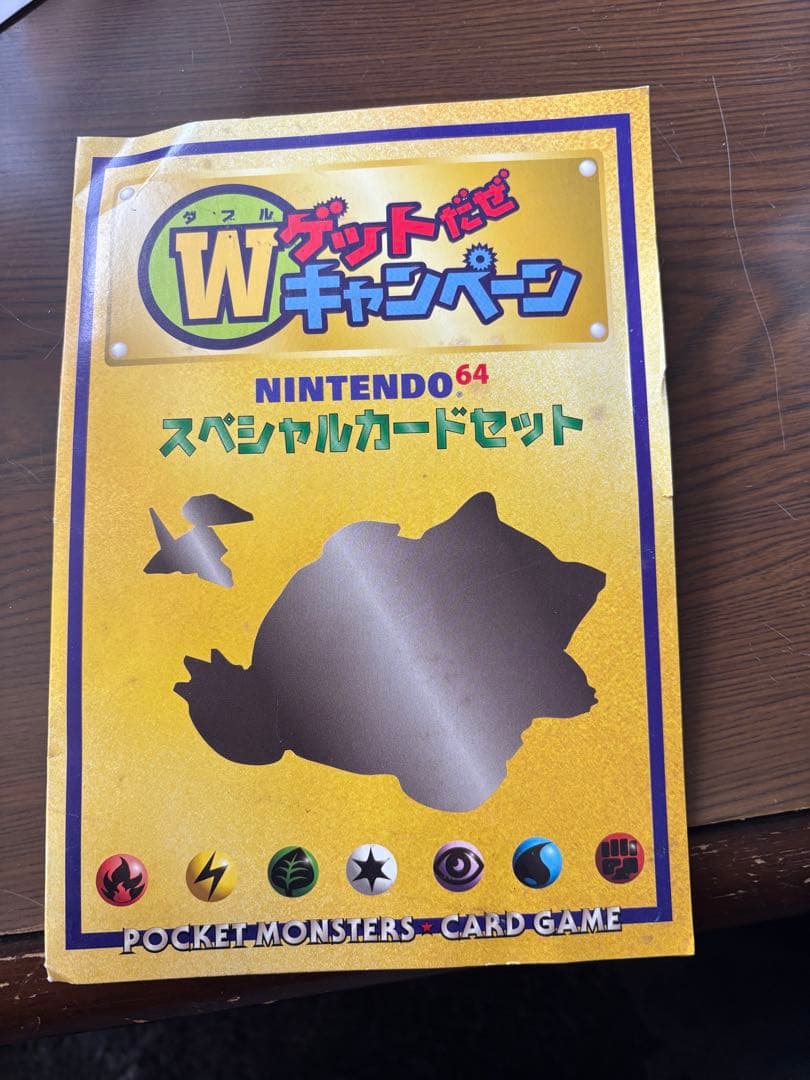 ダブル
W ゲットだぜ
キャンペーン
NINTENDO64
スペシャルカードセット
POCKET MONSTERS ★ CARD GAME